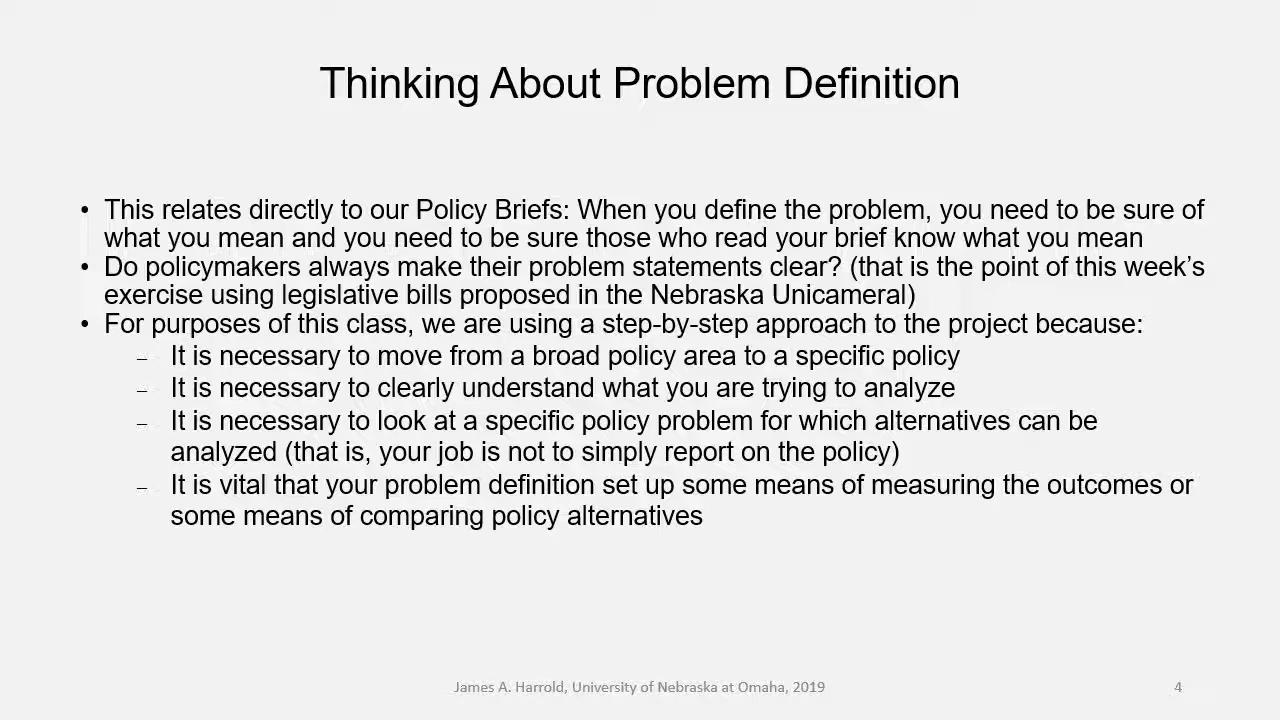 Thinking About Problem Definition
• This relates directly to our Policy Briefs: When you define the problem, you need to be sure of
what you mean and you need to be sure those who read your brief know what you mean
• Do policymakers always make their problem statements clear? (that is the point of this week’s
exercise using legislative bills proposed in the Nebraska Unicameral)
• For purposes of this class, we are using a step-by-step approach to the project because:
– It is necessary to move from a broad policy area to a specific policy
– It is necessary to clearly understand what you are trying to analyze
– It is necessary to look at a specific policy problem for which alternatives can be
analyzed (that is, your job is not to simply report on the policy)
– It is vital that your problem definition set up some means of measuring the outcomes or
some means of comparing policy alternatives
James A. Harrold, University of Nebraska at Omaha, 2019
4